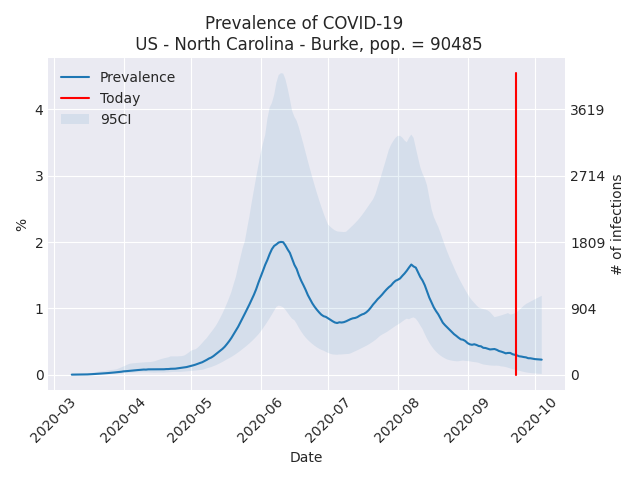 Prevalence of COVID-19
US - North Carolina - Burke, pop. = 90485
Prevalence
Today
95CI
%
4
3
2
1
0
3619
2714
1809
904
0
# of infections
2020-03
2020-04
2020-05
2020-06
2020-07
2020-08
2020-09
2020-10
Date